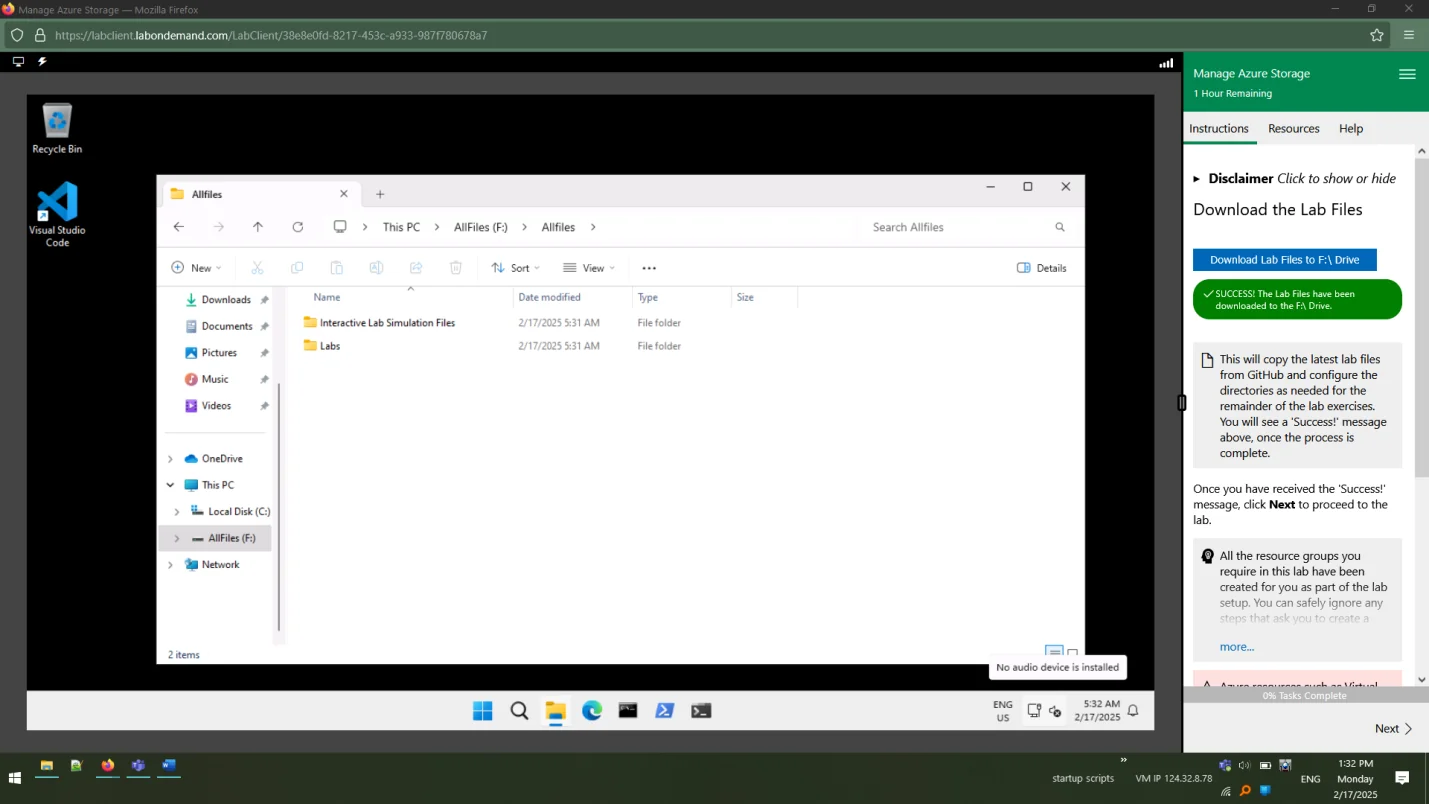 Manage Azure Storage — Mozilla Firefox
https://labclient.labondemand.com/LabClient/38e8e0fd-8217-453c-a933-987f780678a7
Recycle Bin
Visual Studio
Code
Allfiles
This PC
AllFiles (F:)
Allfiles
Search Allfiles
New
Sort
View
Details
Downloads
Documents
Pictures
Music
Videos
OneDrive
This PC
Local Disk (C:)
AllFiles (F:)
Network
Name Date modified Type Size
Interactive Lab Simulation Files 2/17/2025 5:31 AM File folder
Labs 2/17/2025 5:31 AM File folder
2 items
No audio device is installed
ENG
US
5:32 AM
2/17/2025
Manage Azure Storage
1 Hour Remaining
Instructions Resources Help
Disclaimer Click to show or hide
Download the Lab Files
Download Lab Files to F:\ Drive
SUCCESS! The Lab Files have been
downloaded to the F:\ Drive.
This will copy the latest lab files
from GitHub and configure the
directories as needed for the
remainder of the lab exercises.
You will see a 'Success!' message
above, once the process is
complete.
Once you have received the 'Success!'
message, click Next to proceed to the
lab.
All the resource groups you
require in this lab have been
created for you as part of the lab
setup. You can safely ignore any
steps that ask you to create a
more...
Azure resources such as Virtual
0% Tasks Complete
Next
startup scripts
VM IP 124.32.8.78
ENG
1:32 PM
Monday
2/17/2025